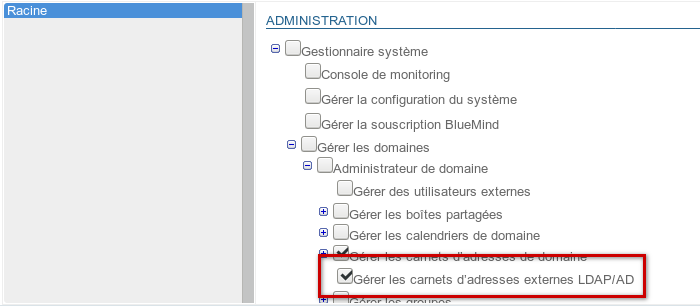 Racine
ADMINISTRATION
Gestionnaire système
Console de monitoring
Gérer la configuration du système
Gérer la souscription BlueMind
Gérer les domaines
Administrateur de domaine
Gérer des utilisateurs externes
Gérer les boîtes partagées
Gérer les calendriers de domaine
Gérer les carnets d'adresses de domaine
Gérer les carnets d'adresses externes LDAP/AD
Gérer les groupes